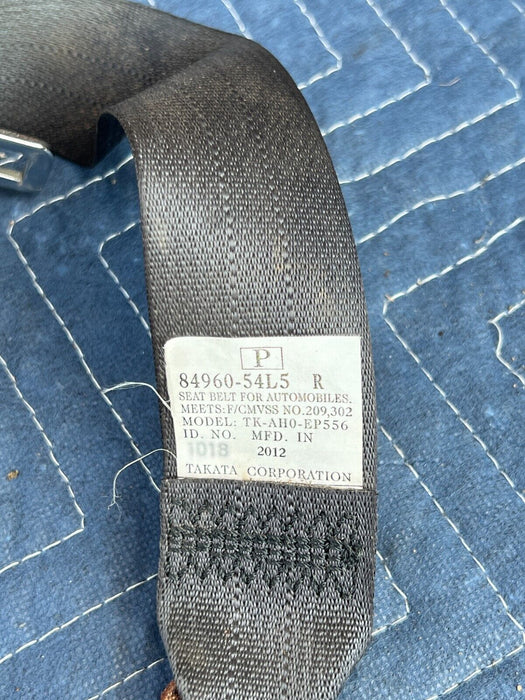 P
84960-54L5 R
SEAT BELT FOR AUTOMOBILES.
MEETS:F/CMVSS NO.209,302
MODEL: TK-AH0-EP556
ID. NO. MFD. IN
1018 2012
TAKATA CORPORATION